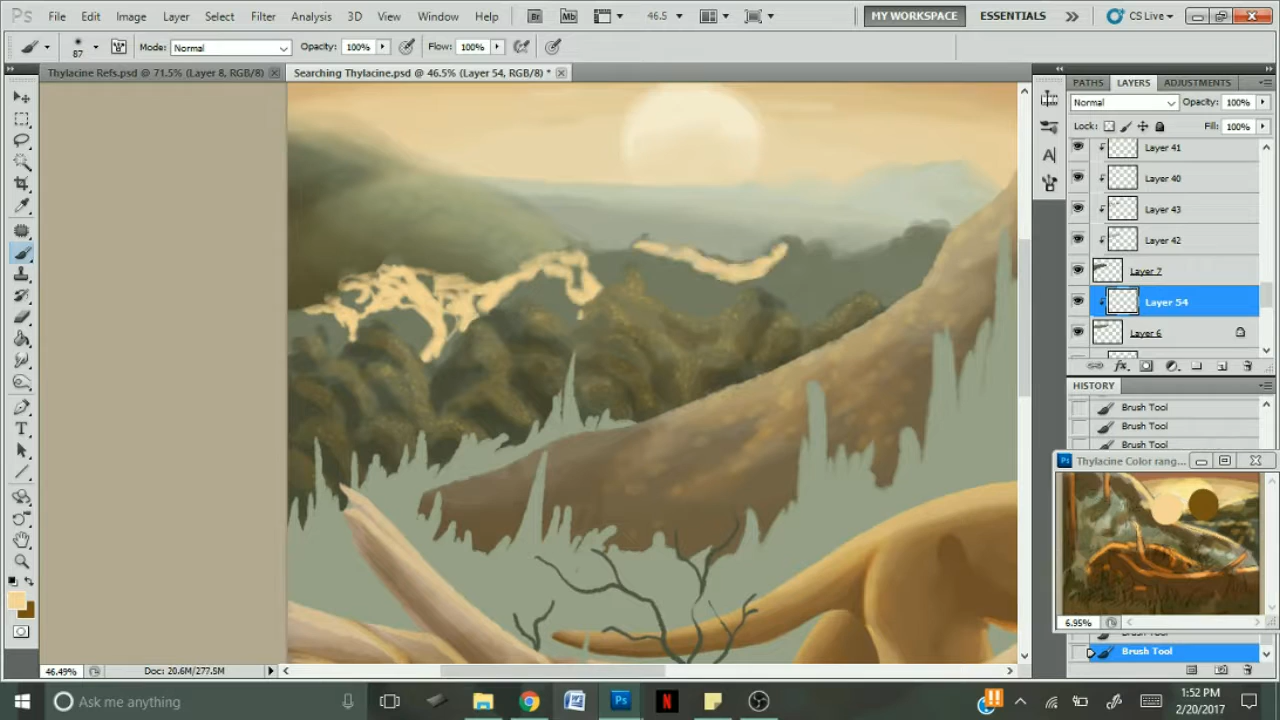 Ps File Edit Image Layer Select Filter Analysis 3D View Window Help Br Mb 46.5 MY WORKSPACE ESSENTIALS CS Live
87 Mode: Normal Opacity: 100% Flow: 100%
Thylacine Refs.psd @ 71.5% (Layer 8, RGB/8) Searching Thylacine.psd @ 46.5% (Layer 54, RGB/8) *
PATHS LAYERS ADJUSTMENTS
Normal Opacity: 100%
Lock: Fill: 100%
Layer 41
Layer 40
Layer 43
Layer 42
Layer 7
Layer 54
Layer 6
HISTORY
Brush Tool
Brush Tool
Brush Tool
Ps Thylacine Color rang...
6.95%
Brush Tool
46.49% Doc: 20.6M/277.5M
Ask me anything
1:52 PM
2/20/2017